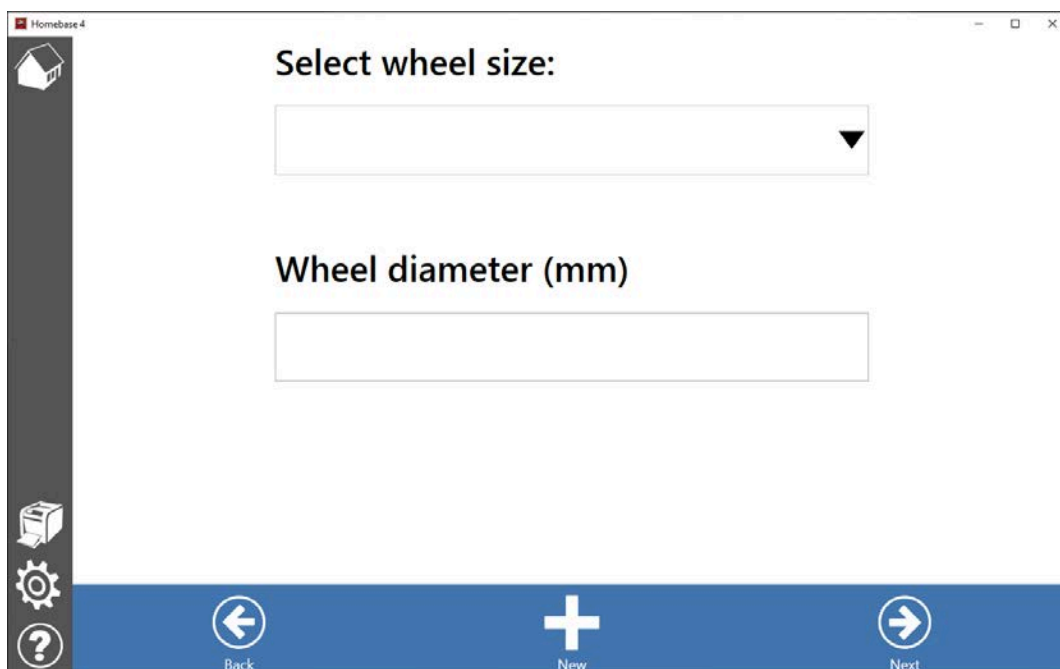 Homebase 4
Select wheel size:
Wheel diameter (mm)
Back
New
Next